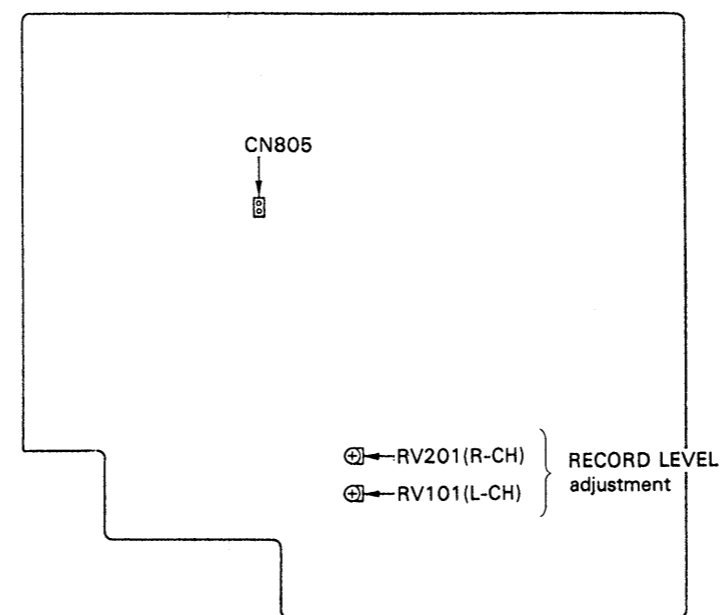 CN805
RV201(R-CH)
RV101(L-CH)
RECORD LEVEL
adjustment